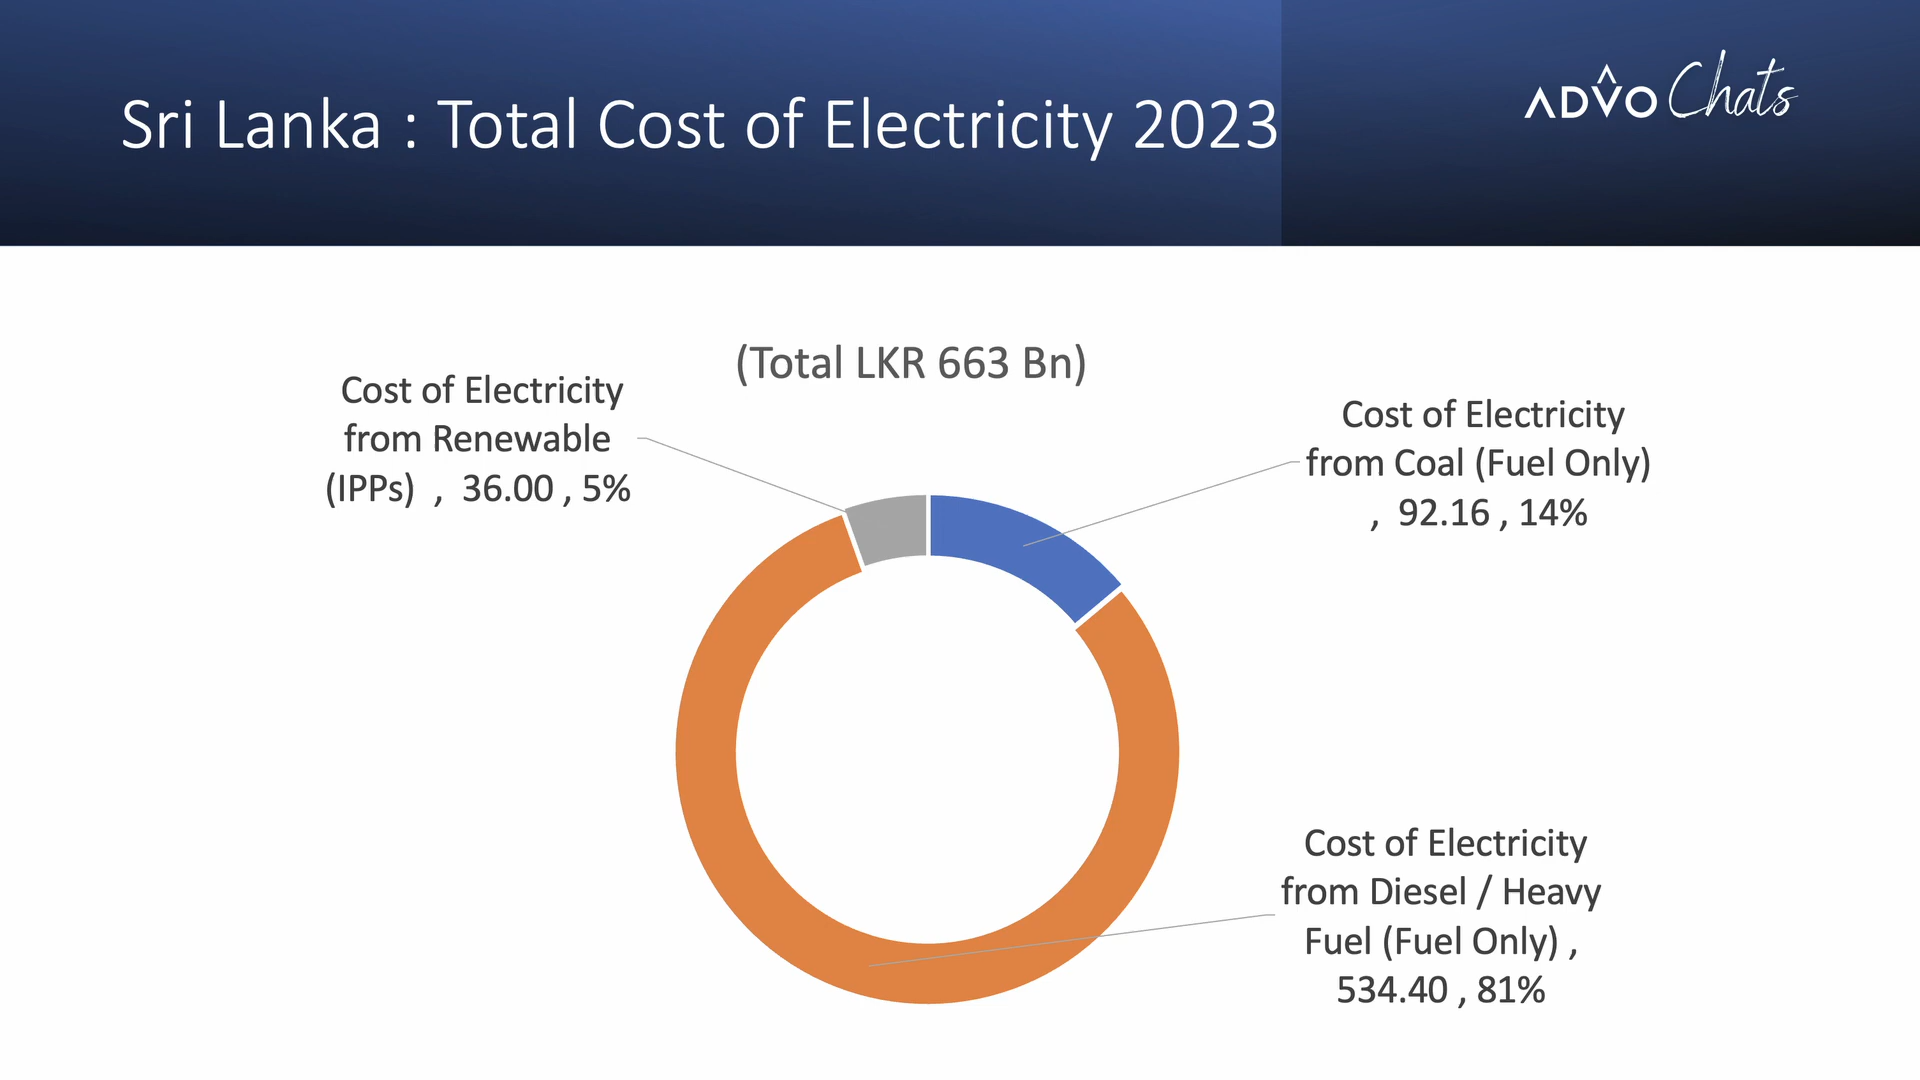 Sri Lanka : Total Cost of Electricity 2023
ADVO Chats
(Total LKR 663 Bn)
Cost of Electricity
from Renewable
(IPPs) , 36.00 , 5%
Cost of Electricity
from Coal (Fuel Only)
, 92.16 , 14%
Cost of Electricity
from Diesel / Heavy
Fuel (Fuel Only) ,
534.40 , 81%